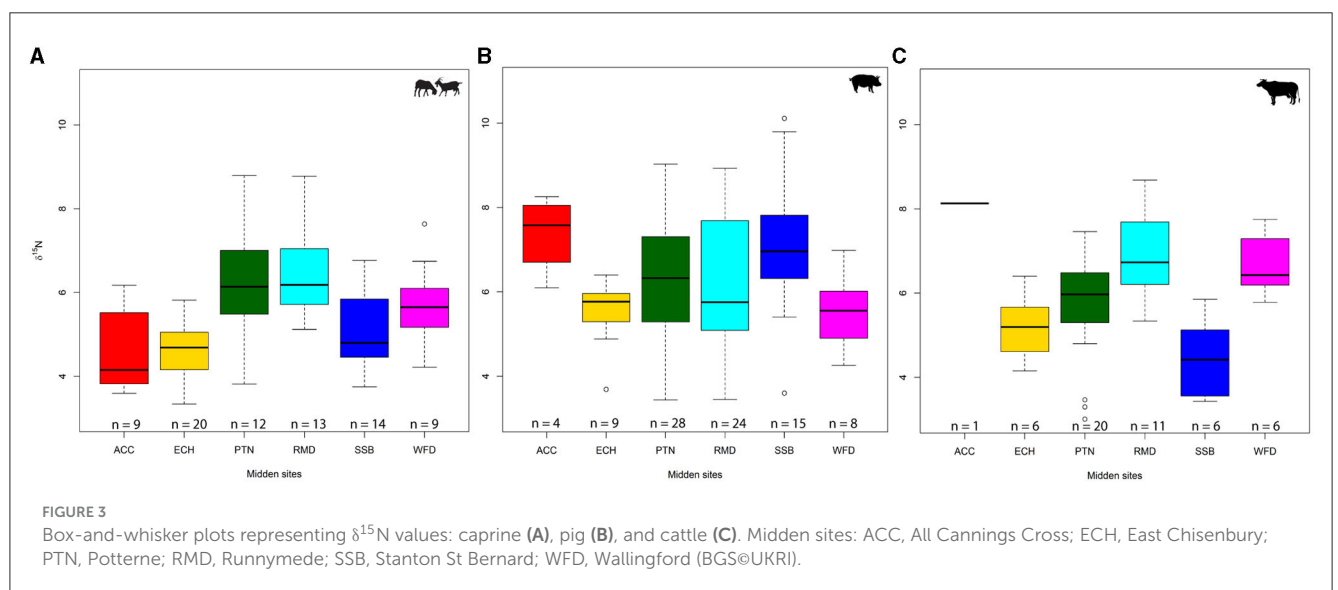 A
B
C
δ15N
10
8
6
4
n = 9 n = 20 n = 12 n = 13 n = 14 n = 9
ACC ECH PTN RMD SSB WFD
Midden sites
10
8
6
4
n = 4 n = 9 n = 28 n = 24 n = 15 n = 8
ACC ECH PTN RMD SSB WFD
Midden sites
10
8
6
4
n = 1 n = 6 n = 20 n = 11 n = 6 n = 6
ACC ECH PTN RMD SSB WFD
Midden sites
FIGURE 3
Box-and-whisker plots representing δ15N values: caprine (A), pig (B), and cattle (C). Midden sites: ACC, All Cannings Cross; ECH, East Chisenbury;
PTN, Potterne; RMD, Runnymede; SSB, Stanton St Bernard; WFD, Wallingford (BGS©UKRI).